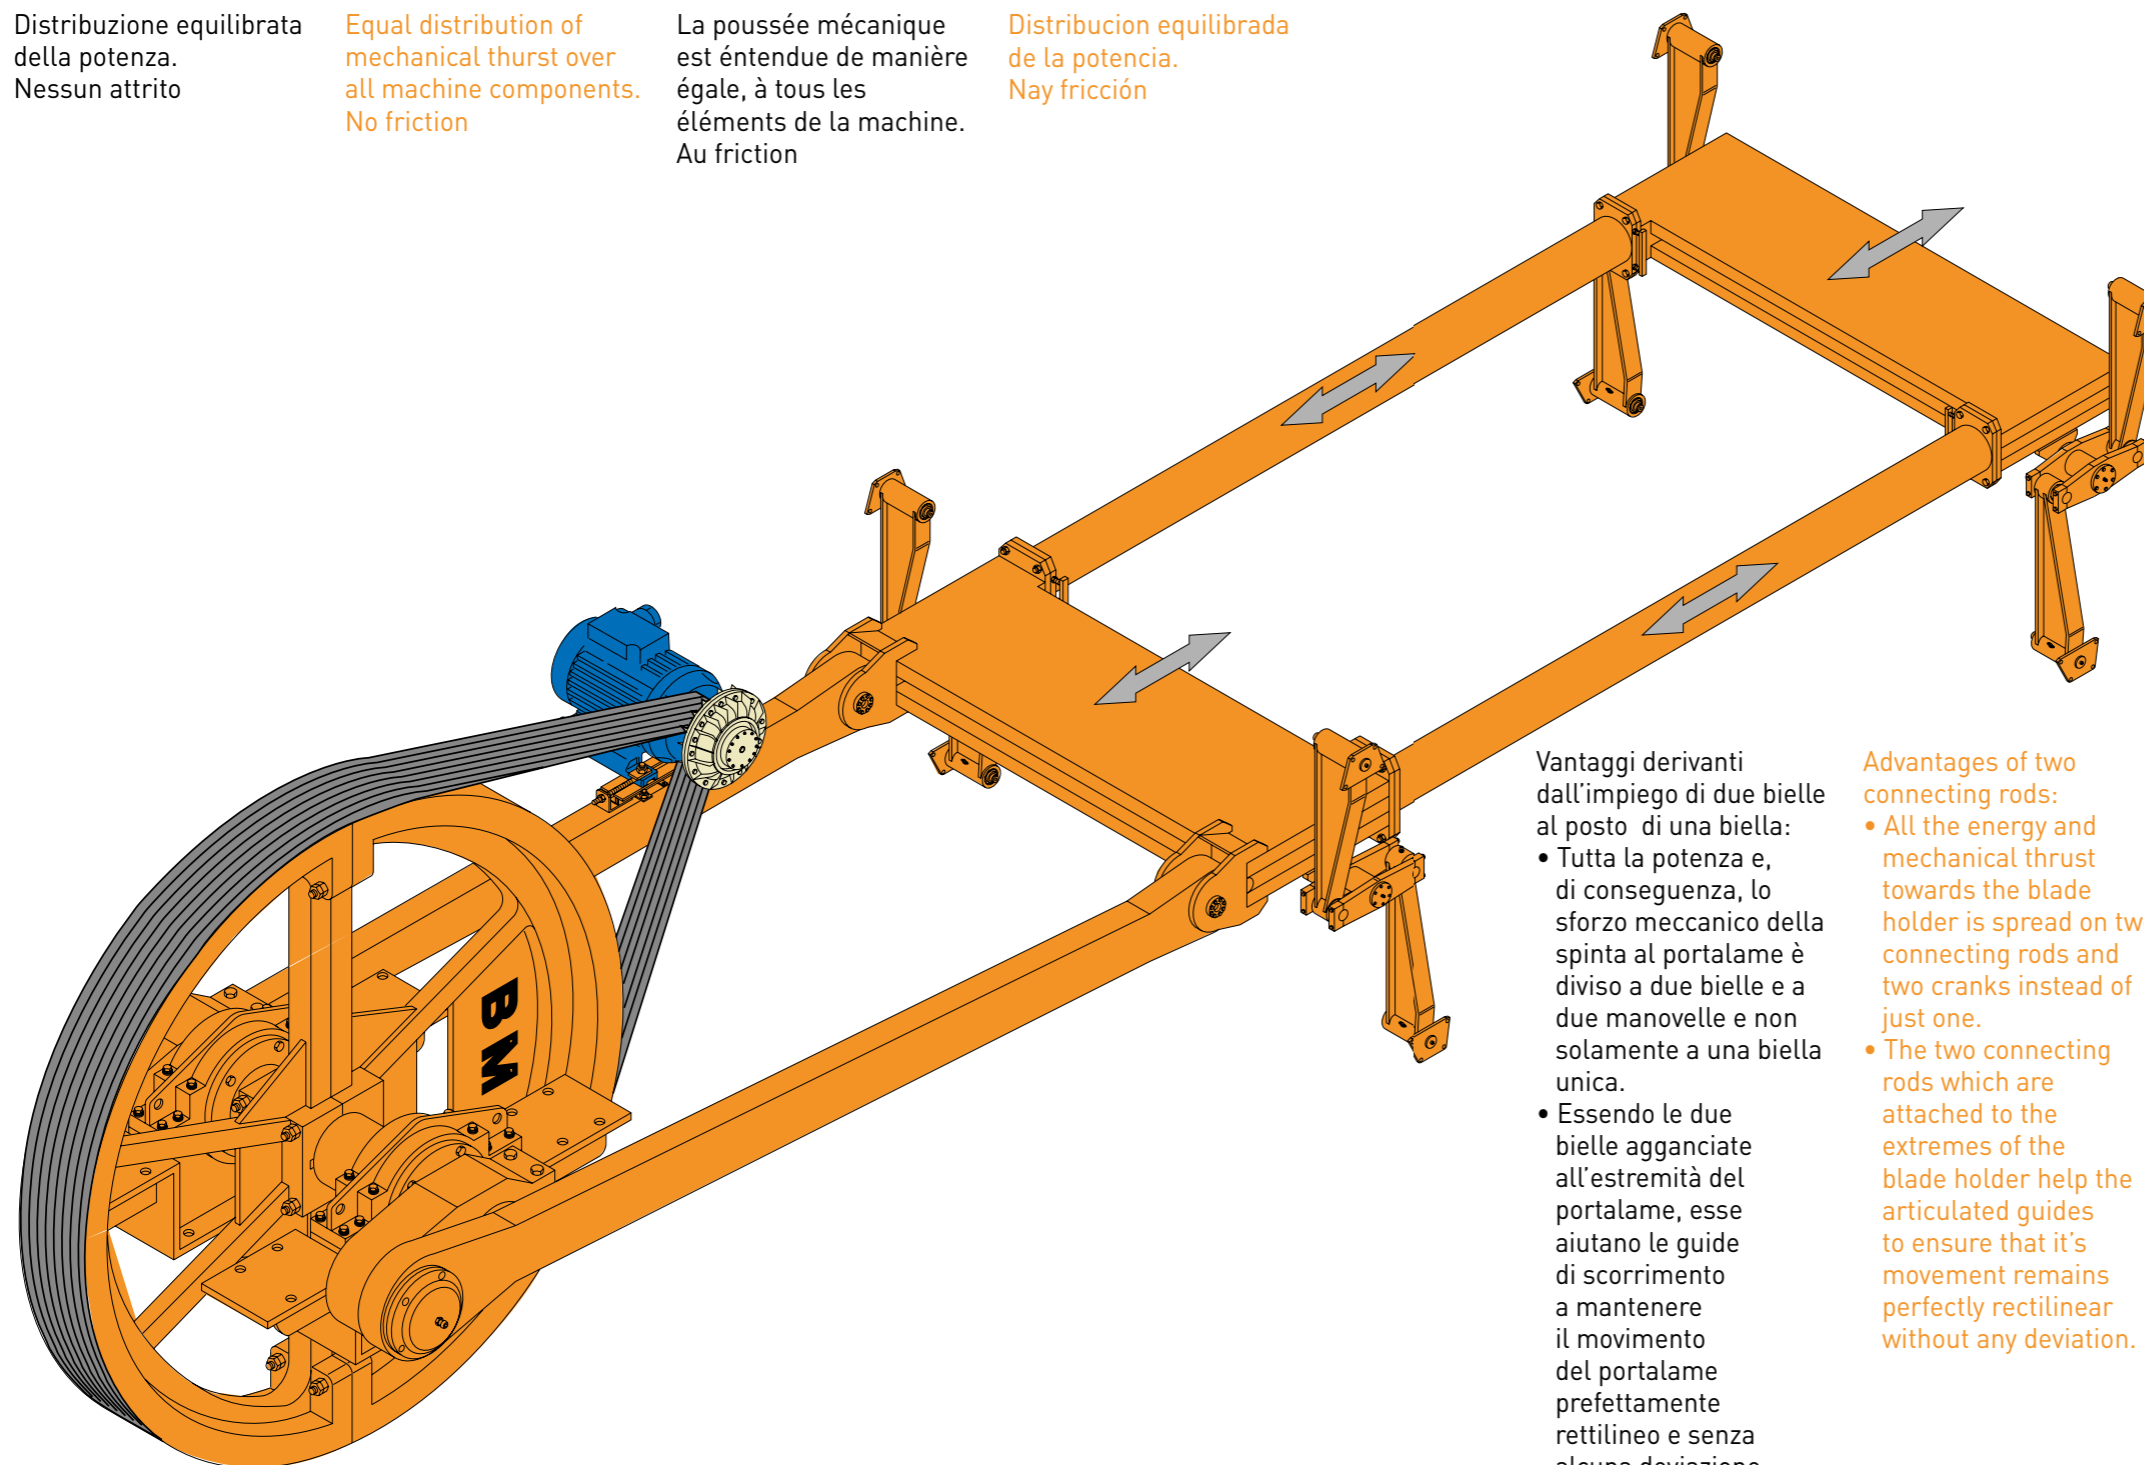 Distribuzione equilibrata
della potenza.
Nessun attrito
Equal distribution of
mechanical thurst over
all machine components.
No friction
La poussée mécanique
est éntendue de manière
égale, à tous les
éléments de la machine.
Au friction
Distribucion equilibrada
de la potencia.
Nay fricción
BM
Vantaggi derivanti
dall'impiego di due bielle
al posto di una biella:
• Tutta la potenza e,
di conseguenza, lo
sforzo meccanico della
spinta al portalame è
diviso a due bielle e a
due manovelle e non
solamente a una biella
unica.
• Essendo le due
bielle agganciate
all'estremità del
portalame, esse
aiutano le guide
di scorrimento
a mantenere
il movimento
del portalame
prefettamente
rettilineo e senza
alcuna deviazione
Advantages of two
connecting rods:
• All the energy and
mechanical thrust
towards the blade
holder is spread on tw
connecting rods and
two cranks instead of
just one.
• The two connecting
rods which are
attached to the
extremes of the
blade holder help the
articulated guides
to ensure that it's
movement remains
perfectly rectilinear
without any deviation.